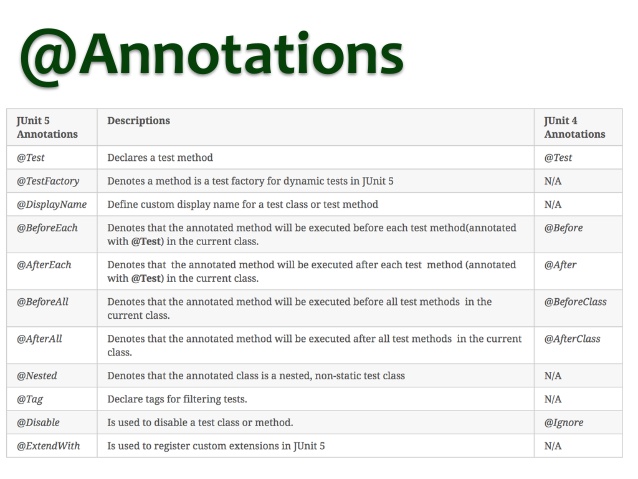 @Annotations
JUnit 5 Annotations Descriptions JUnit 4 Annotations
@Test Declares a test method @Test
@TestFactory Denotes a method is a test factory for dynamic tests in JUnit 5 N/A
@DisplayName Define custom display name for a test class or test method N/A
@BeforeEach Denotes that the annotated method will be executed before each test method(annotated @Before
with @Test) in the current class.
@AfterEach Denotes that the annotated method will be executed after each test method (annotated @After
with @Test) in the current class.
@BeforeAll Denotes that the annotated method will be executed before all test methods in the @BeforeClass
current class.
@AfterAll Denotes that the annotated method will be executed after all test methods in the current @AfterClass
class.
@Nested Denotes that the annotated class is a nested, non-static test class N/A
@Tag Declare tags for filtering tests. N/A
@Disable Is used to disable a test class or method. @Ignore
@ExtendWith Is used to register custom extensions in JUnit 5 N/A